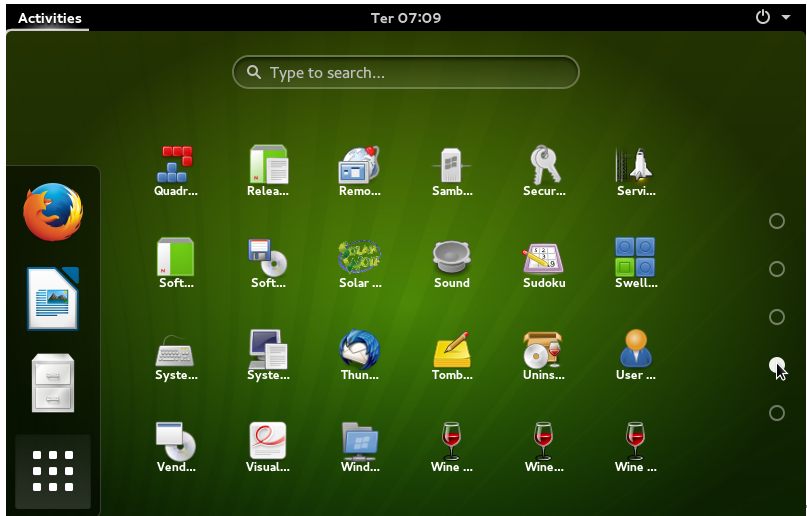 Activities
Ter 07:09
Type to search...
Quadr...
Relea...
Remo...
Samb...
Secur...
Servi...
Soft...
Soft...
Solar ...
Sound
Sudoku
Swell...
Syste...
Syste...
Thun...
Tomb...
Unins...
User ...
Vend...
Visual...
Wind...
Wine ...
Wine...
Wine ...